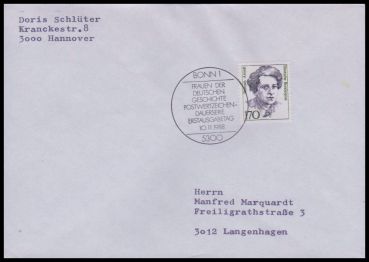 Doris Schlüter
Kranckestr.8
3000 Hannover
BONN 1
FRAUEN DER
DEUTSCHEN
GESCHICHTE
POSTWERTZEICHEN-
DAUERSERIE
ERSTAUSGABETAG
10.11.1988
5300
170
Herrn
Manfred Marquardt
Freiligrathstraße 3
3012 Langenhagen